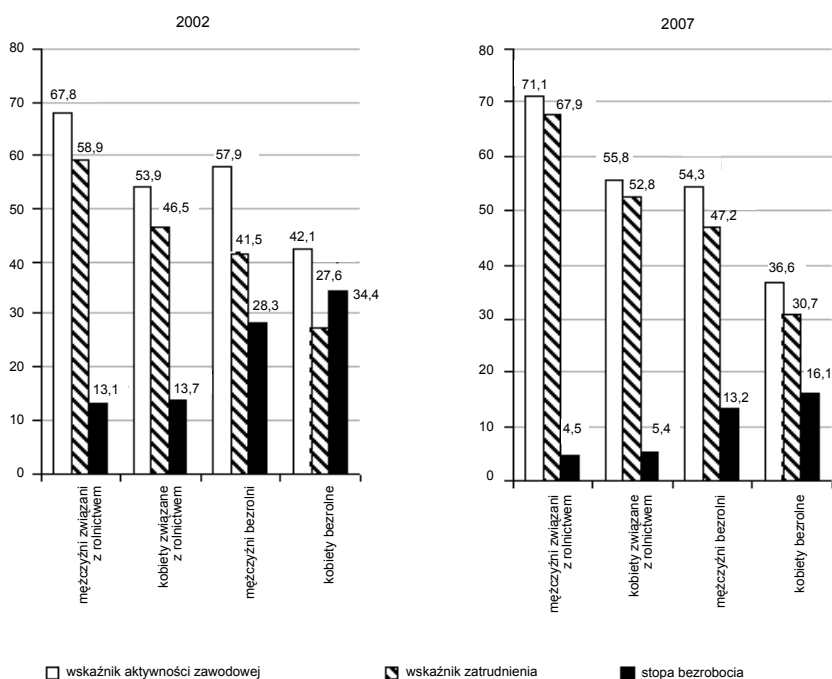 2002
80
70
60
50
40
30
20
10
0
67,8
58,9
13,1
53,9
46,5
13,7
57,9
41,5
28,3
42,1
27,6
34,4
mężczyźni związani
z rolnictwem
kobiety związane
z rolnictwem
mężczyźni bezrolni
kobiety bezrolne
2007
80
70
60
50
40
30
20
10
0
71,1
67,9
4,5
55,8
52,8
5,4
54,3
47,2
13,2
36,6
30,7
16,1
mężczyźni związani
z rolnictwem
kobiety związane
z rolnictwem
mężczyźni bezrolni
kobiety bezrolne
wskaźnik aktywności zawodowej
wskaźnik zatrudnienia
stopa bezrobocia